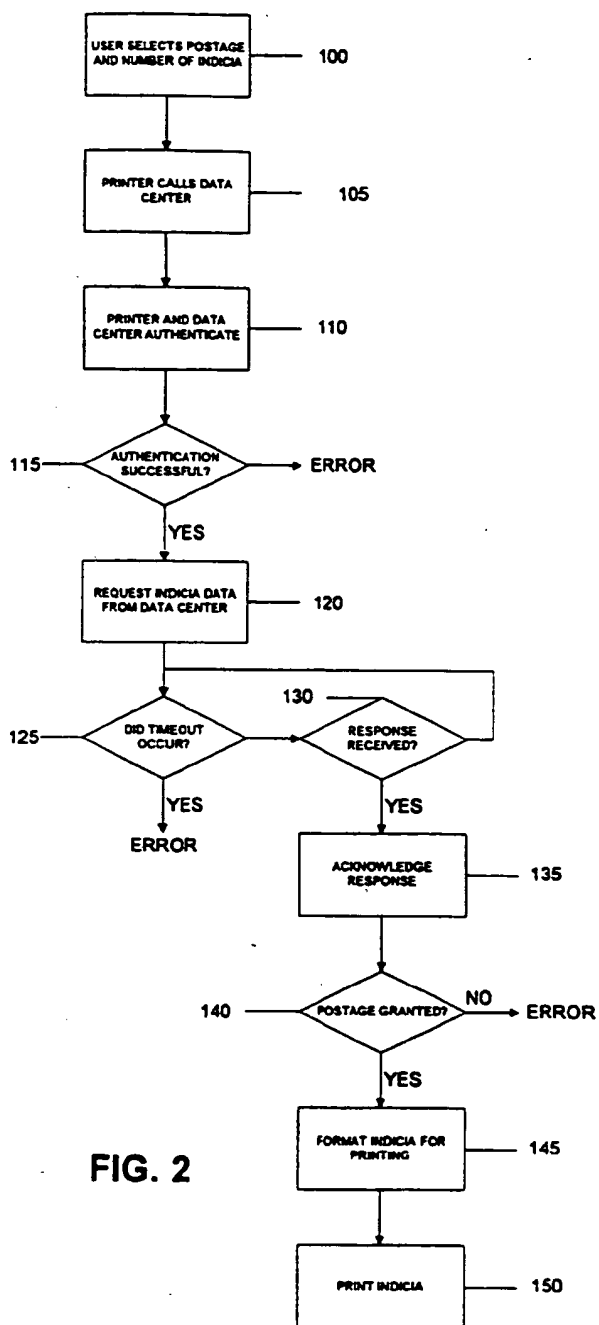 USER SELECTS POSTAGE
AND NUMBER OF INDICIA
100
PRINTER CALLS DATA
CENTER
105
PRINTER AND DATA
CENTER AUTHENTICATE
110
115
AUTHENTICATION
SUCCESSFUL?
ERROR
YES
REQUEST INDICIA DATA
FROM DATA CENTER
120
130
125
DID TIMEOUT
OCCUR?
RESPONSE
RECEIVED?
YES
YES
ERROR
ACKNOWLEDGE
RESPONSE
135
140
POSTAGE GRANTED?
NO
ERROR
YES
FORMAT INDICIA FOR
PRINTING
145
FIG. 2
PRINT INDICIA
150